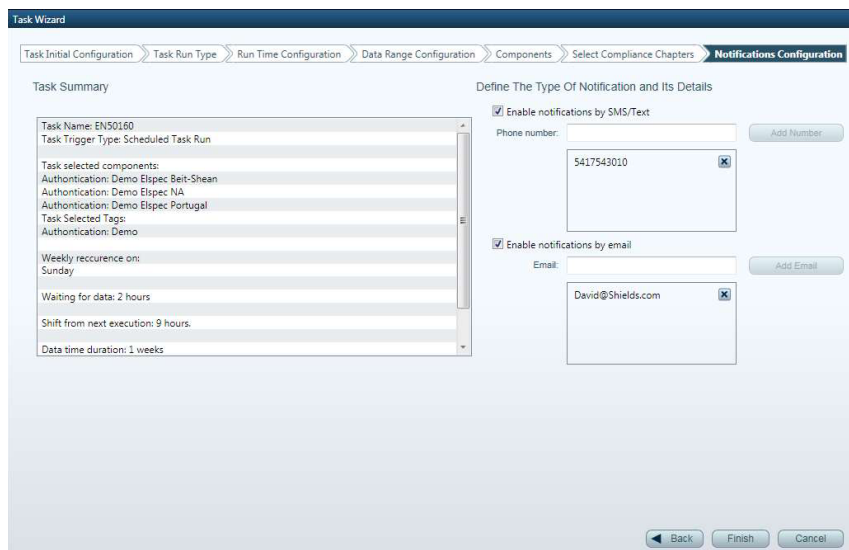 Task Wizard
Task Initial Configuration
Task Run Type
Run Time Configuration
Data Range Configuration
Components
Select Compliance Chapters
Notifications Configuration
Task Summary
Task Name: EN50160
Task Trigger Type: Scheduled Task Run
Task selected components:
Authontication: Demo Elspec Beit-Shean
Authontication: Demo Elspec NA
Authontication: Demo Elspec Portugal
Task Selected Tags:
Authontication: Demo
Weekly reccurence on:
Sunday
Waiting for data: 2 hours
Shift from next execution: 9 hours.
Data time duration: 1 weeks
Define The Type Of Notification and Its Details
Enable notifications by SMS/Text
Phone number:
Add Number
5417543010
Enable notifications by email
Email:
Add Email
David@Shields.com
Back
Finish
Cancel